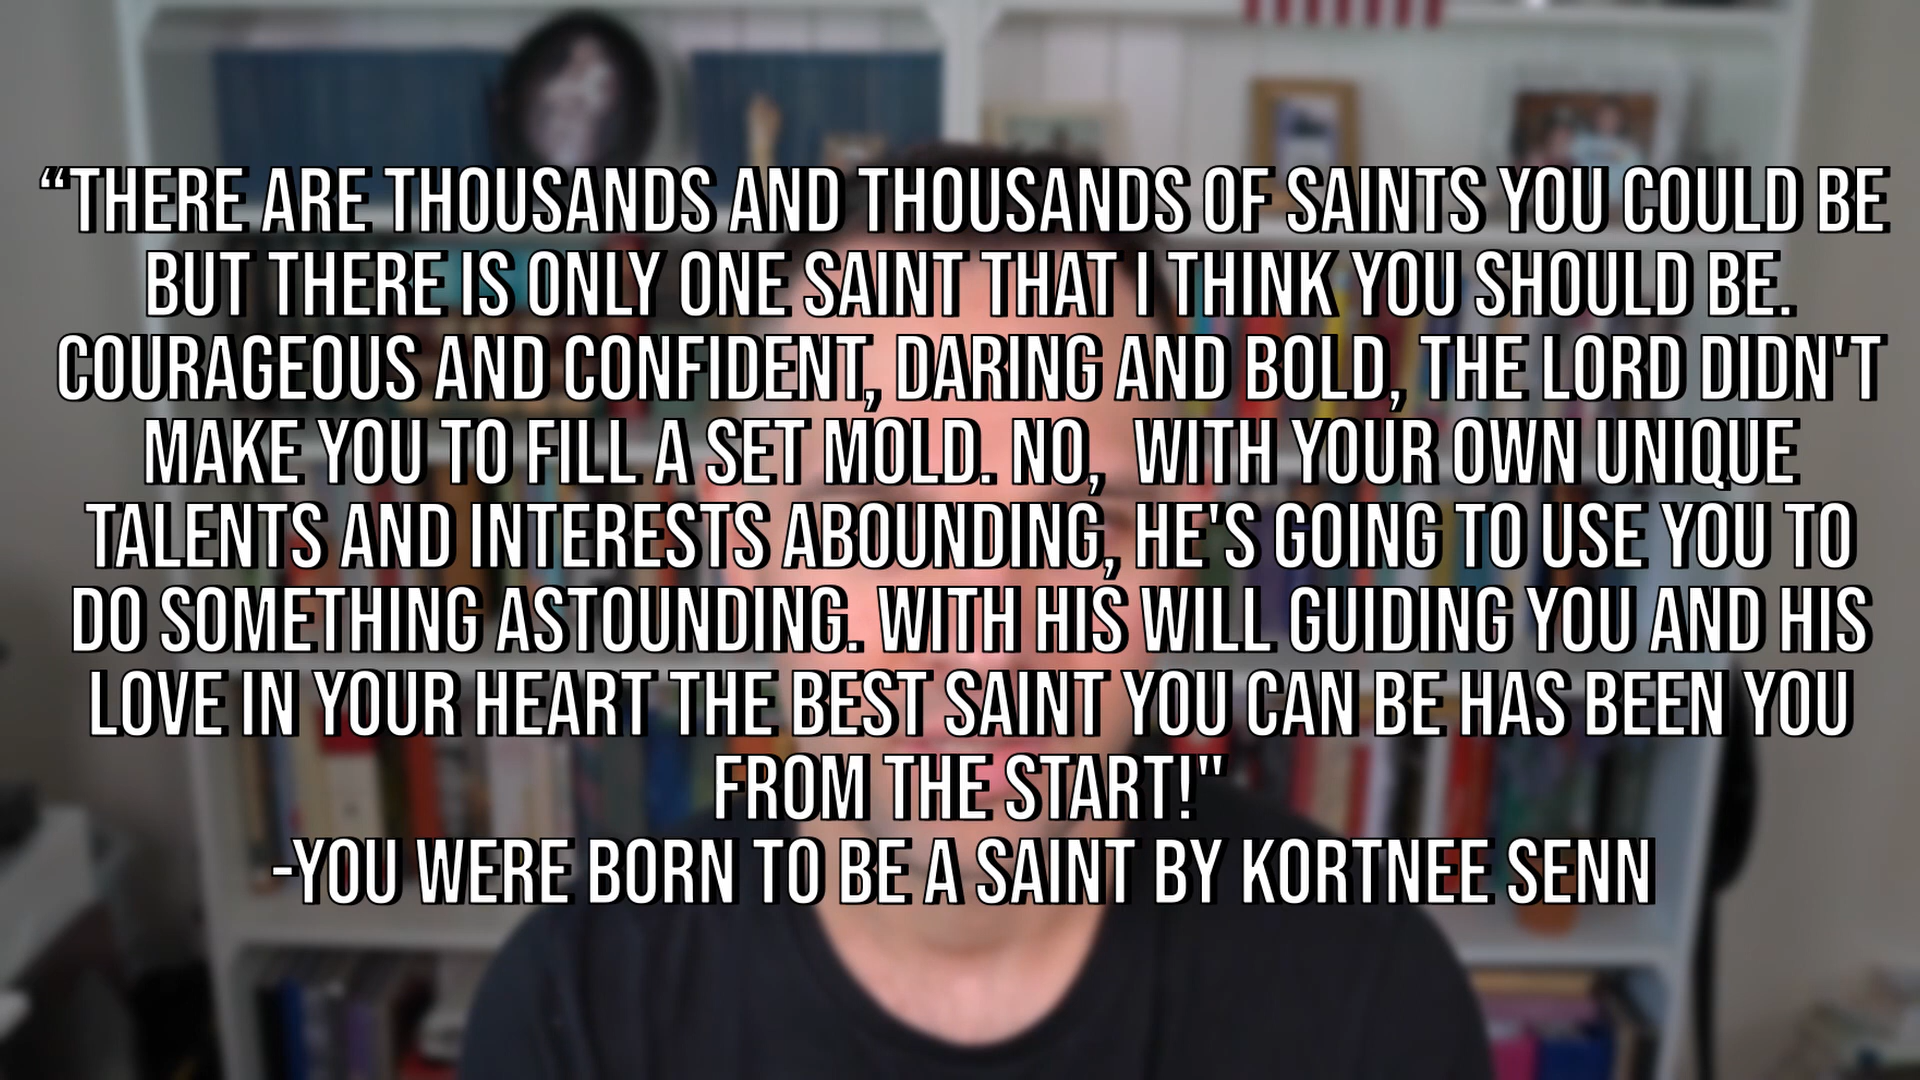 “THERE ARE THOUSANDS AND THOUSANDS OF SAINTS YOU COULD BE
BUT THERE IS ONLY ONE SAINT THAT I THINK YOU SHOULD BE.
COURAGEOUS AND CONFIDENT, DARING AND BOLD, THE LORD DIDN'T
MAKE YOU TO FILL A SET MOLD. NO,  WITH YOUR OWN UNIQUE
TALENTS AND INTERESTS ABOUNDING, HE'S GOING TO USE YOU TO
DO SOMETHING ASTOUNDING. WITH HIS WILL GUIDING YOU AND HIS
LOVE IN YOUR HEART THE BEST SAINT YOU CAN BE HAS BEEN YOU
FROM THE START!"
-YOU WERE BORN TO BE A SAINT BY KORTNEE SENN